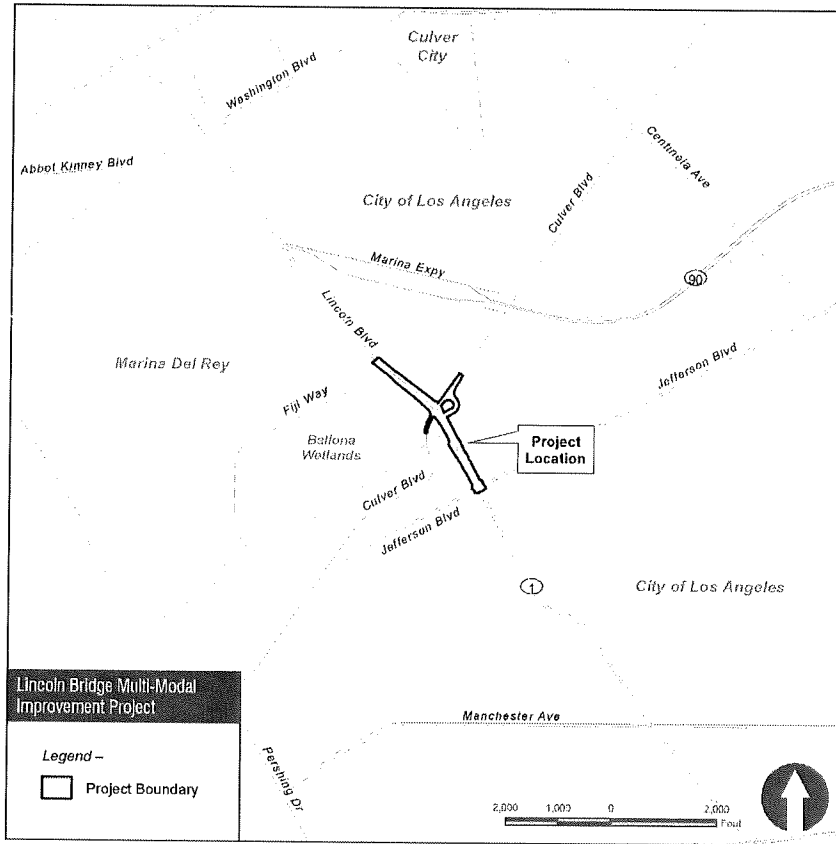 Culver
City
Washington Blvd
Centinela Ave
Abbot Kinney Blvd
City of Los Angeles
Culver Blvd
Marina Expy
90
Lincoln Blvd
Marina Del Rey
Jefferson Blvd
Fiji Way
Ballona
Wetlands
Project
Location
Culver Blvd
Jefferson Blvd
1
City of Los Angeles
Lincoln Bridge Multi-Modal
Improvement Project
Manchester Ave
Legend –
Project Boundary
Pershing Dr
2,000 1,000 0 2,000
Feet